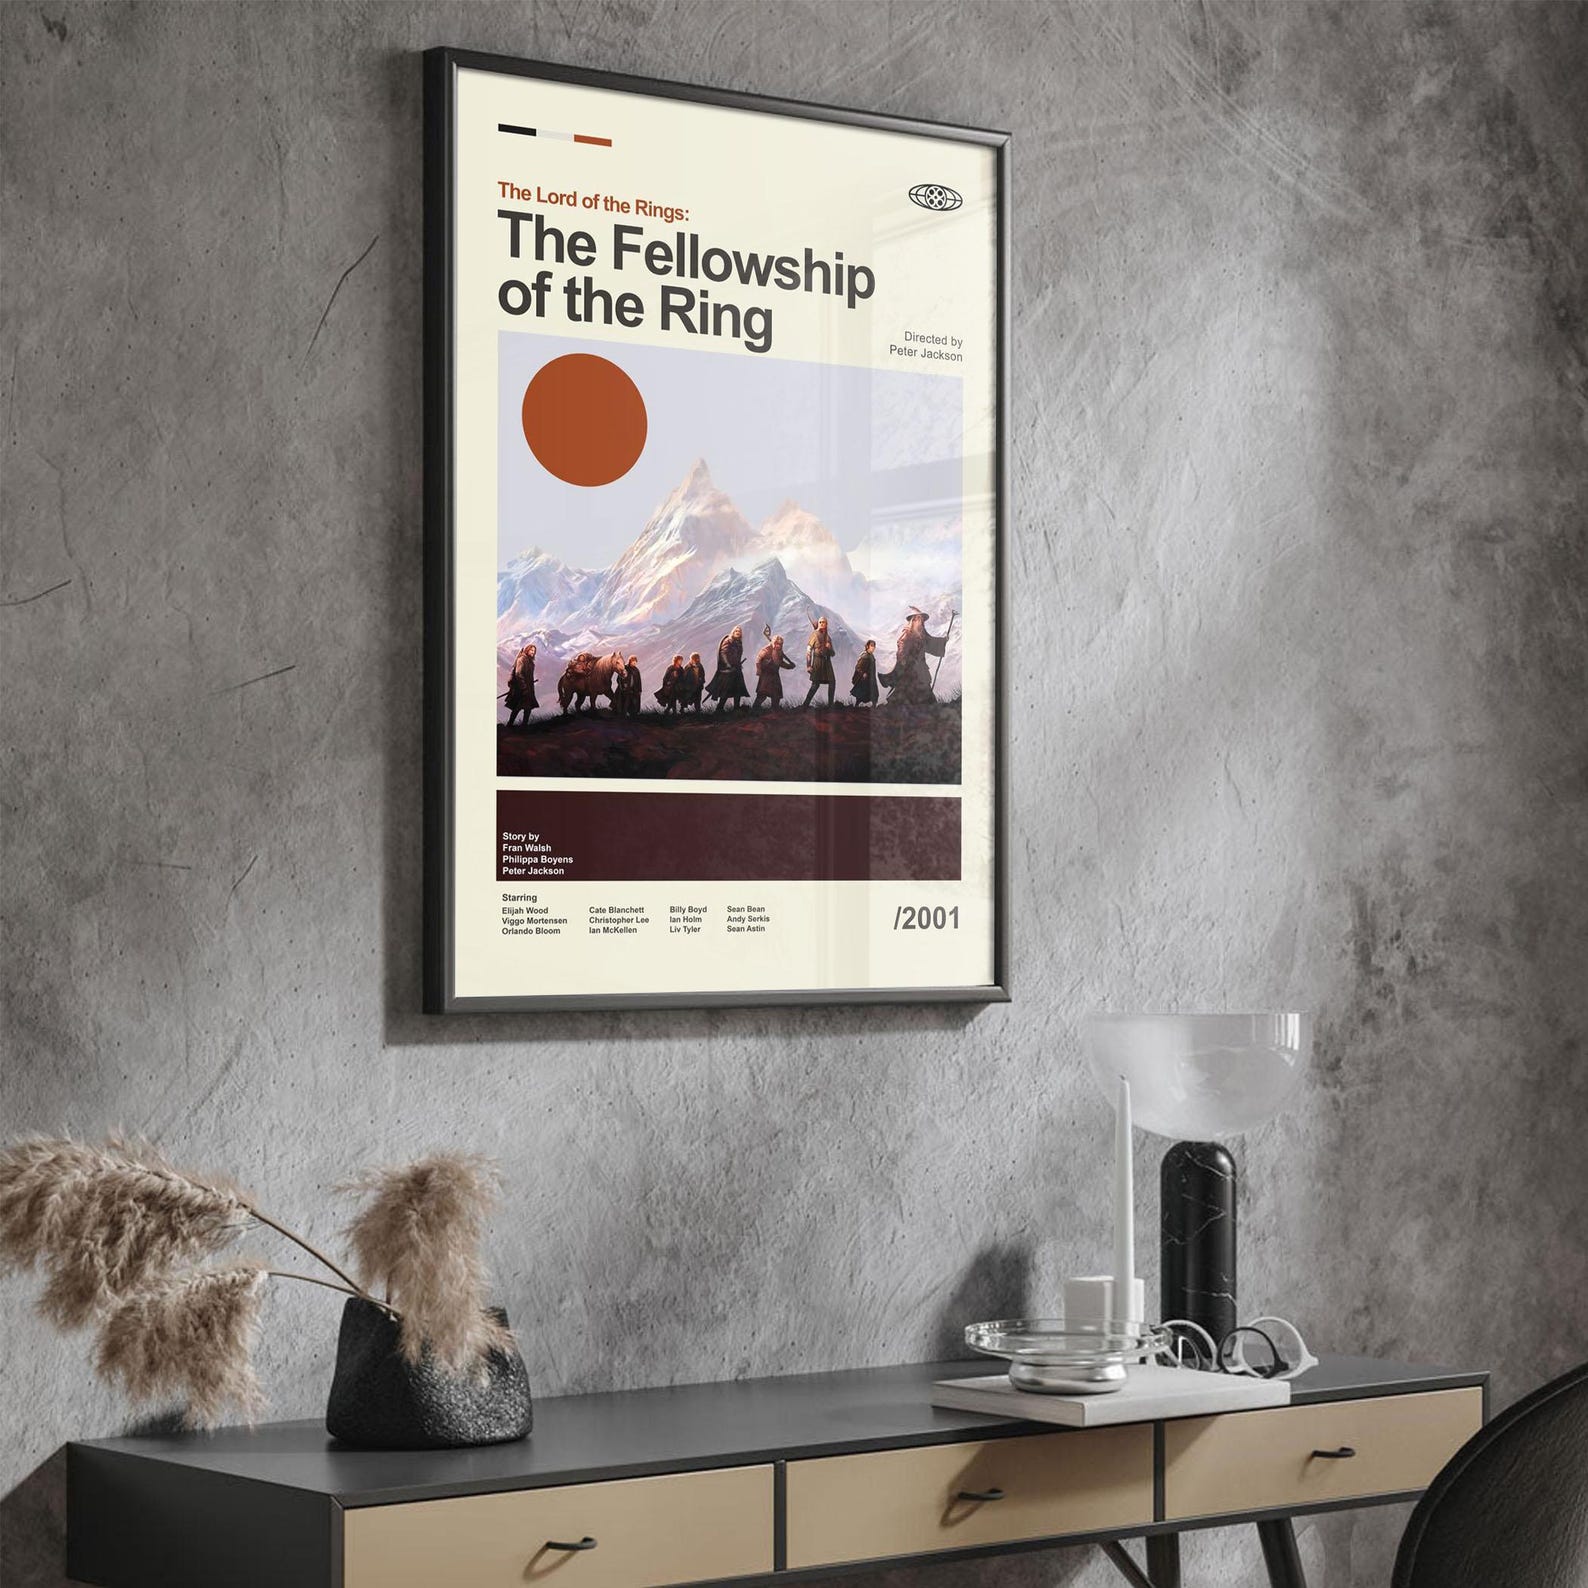 The Lord of the Rings:
The Fellowship
of the Ring
Directed by
Peter Jackson
Story by
Fran Walsh
Philippa Boyens
Peter Jackson
Starring
Elijah Wood
Viggo Mortensen
Orlando Bloom
Cate Blanchett
Christopher Lee
Ian McKellen
Billy Boyd
Ian Holm
Liv Tyler
Sean Bean
Andy Serkis
Sean Astin
/2001